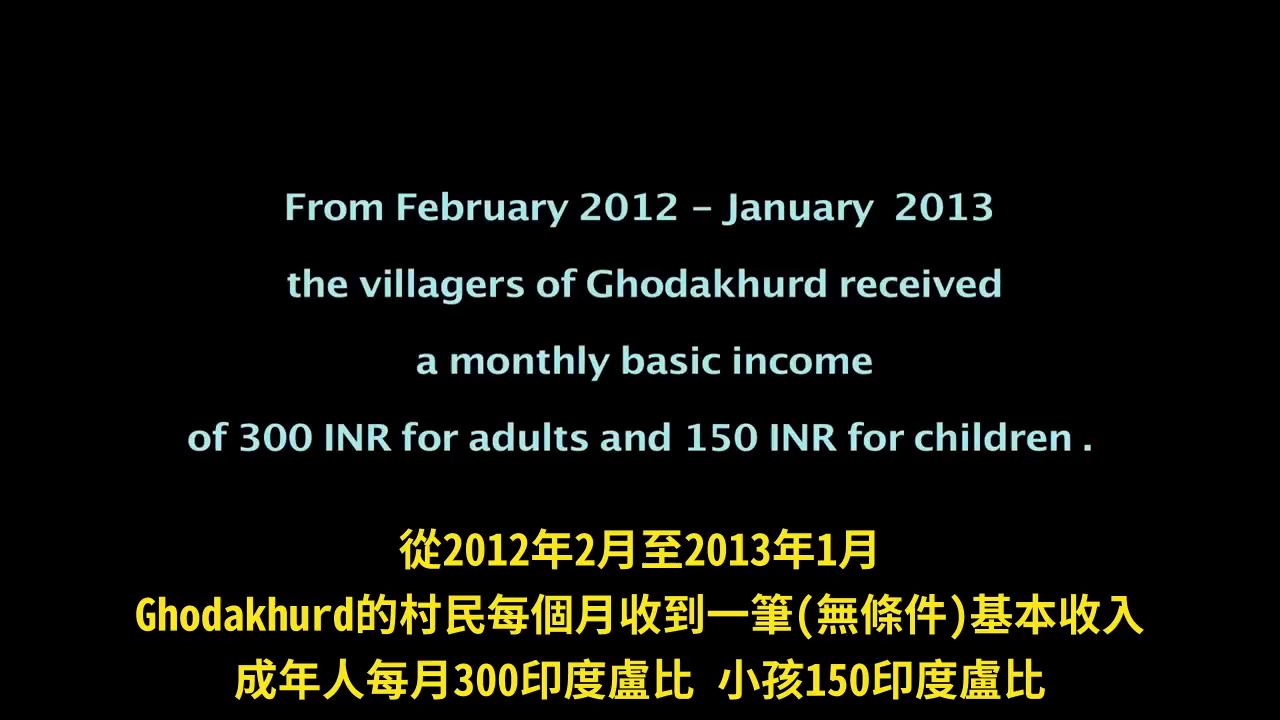 From February 2012 – January 2013
the villagers of Ghodakhurd received
a monthly basic income
of 300 INR for adults and 150 INR for children .
從2012年2月至2013年1月
Ghodakhurd的村民每個月收到一筆(無條件)基本收入
成年人每月300印度盧比 小孩150印度盧比